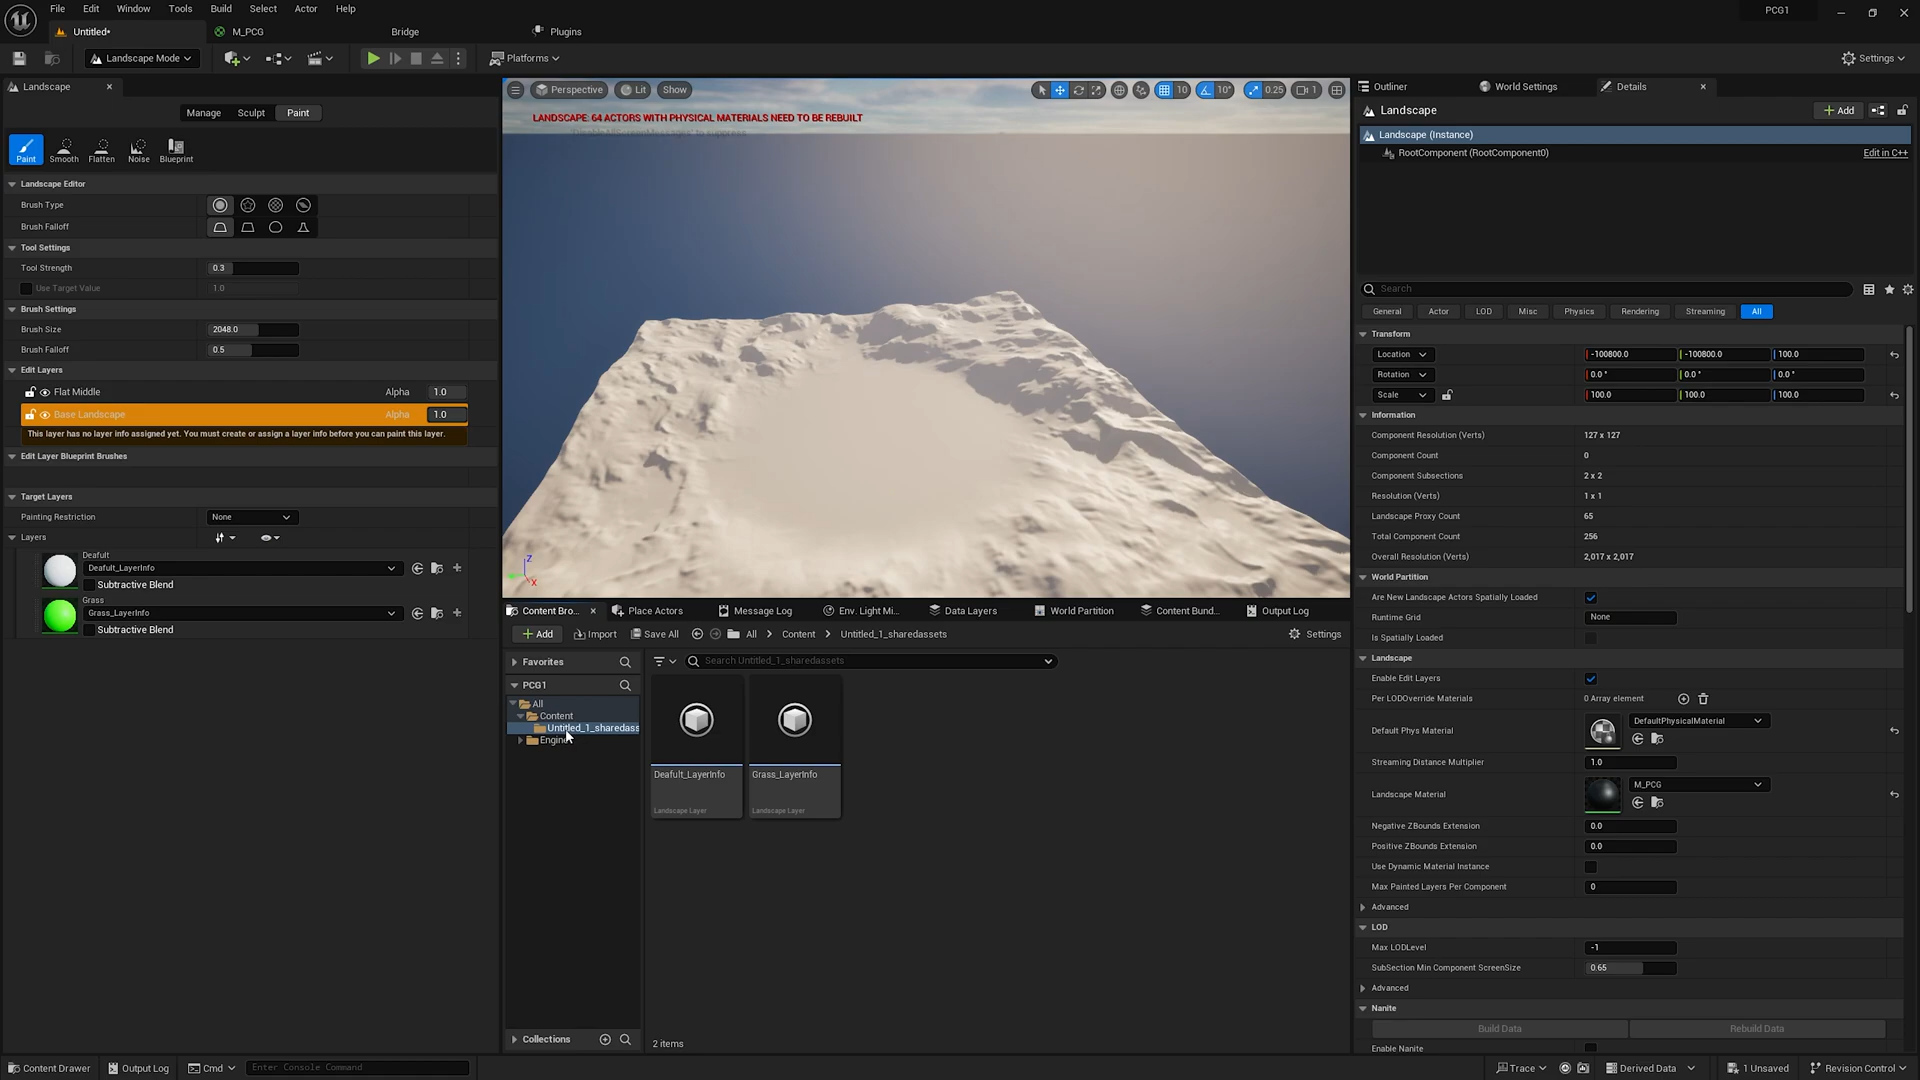 File Edit Window Tools Build Select Actor Help
PCG1
Untitled•
M_PCG
Bridge
Plugins
Landscape Mode
Platforms
Settings
Landscape
Manage Sculpt Paint
Paint Smooth Flatten Noise Blueprint
Landscape Editor
Brush Type
Brush Falloff
Tool Settings
Tool Strength 0.3
Use Target Value 1.0
Brush Settings
Brush Size 2048.0
Brush Falloff 0.5
Edit Layers
Flat Middle Alpha 1.0
Base Landscape Alpha 1.0
This layer has no layer info assigned yet. You must create or assign a layer info before you can paint this layer.
Edit Layer Blueprint Brushes
Target Layers
Painting Restriction None
Layers
Deafult
Deafult_LayerInfo
Subtractive Blend
Grass
Grass_LayerInfo
Subtractive Blend
Perspective Lit Show
10 10° 0.25 1
LANDSCAPE: 64 ACTORS WITH PHYSICAL MATERIALS NEED TO BE REBUILT
'DisableAllScreenMessages' to suppress
Z
X
Content Bro... Place Actors Message Log Env. Light Mi... Data Layers World Partition Content Bund... Output Log
Add Import Save All All Content Untitled_1_sharedassets Settings
Favorites
Search Untitled_1_sharedassets
PCG1
All
Content
Untitled_1_sharedass
Engine
Deafult_LayerInfo
Landscape Layer
Grass_LayerInfo
Landscape Layer
Collections
2 items
Outliner World Settings Details
Landscape
Add
Landscape (Instance)
RootComponent (RootComponent0) Edit in C++
Search
General Actor LOD Misc Physics Rendering Streaming All
Transform
Location -100800.0 -100800.0 100.0
Rotation 0.0 ° 0.0 ° 0.0 °
Scale 100.0 100.0 100.0
Information
Component Resolution (Verts) 127 x 127
Component Count 0
Component Subsections 2 x 2
Resolution (Verts) 1 x 1
Landscape Proxy Count 65
Total Component Count 256
Overall Resolution (Verts) 2,017 x 2,017
World Partition
Are New Landscape Actors Spatially Loaded
Runtime Grid None
Is Spatially Loaded
Landscape
Enable Edit Layers
Per LODOverride Materials 0 Array element
Default Phys Material DefaultPhysicalMaterial
Streaming Distance Multiplier 1.0
Landscape Material M_PCG
Negative ZBounds Extension 0.0
Positive ZBounds Extension 0.0
Use Dynamic Material Instance
Max Painted Layers Per Component 0
Advanced
LOD
Max LODLevel -1
SubSection Min Component ScreenSize 0.65
Advanced
Nanite
Build Data Rebuild Data
Enable Nanite
Content Drawer Output Log Cmd Enter Console Command
Trace Derived Data 1 Unsaved Revision Control